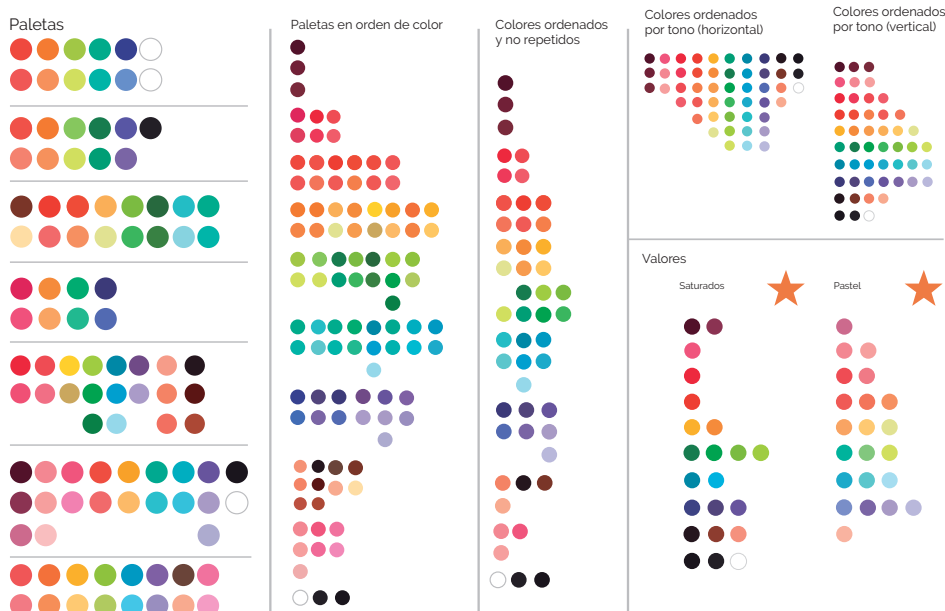 Paletas
Paletas en orden de color
Colores ordenados
y no repetidos
Colores ordenados
por tono (horizontal)
Colores ordenados
por tono (vertical)
Valores
Saturados
Pastel